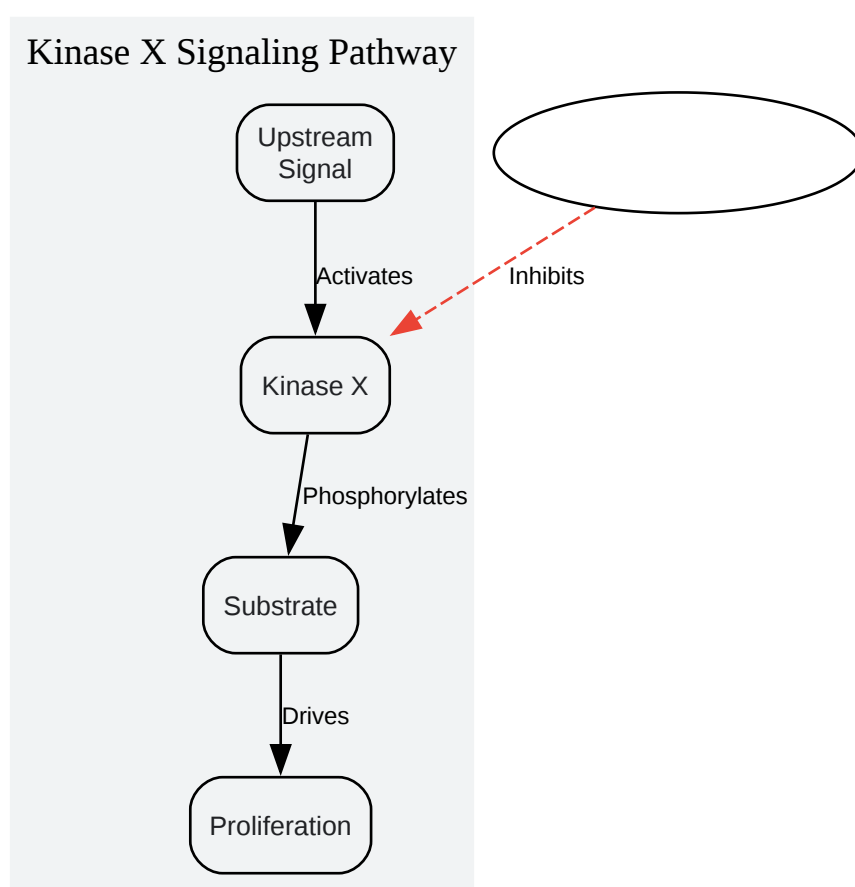 Kinase X Signaling Pathway
Upstream
Signal
Activates
Inhibits
Kinase X
Phosphorylates
Substrate
Drives
Proliferation